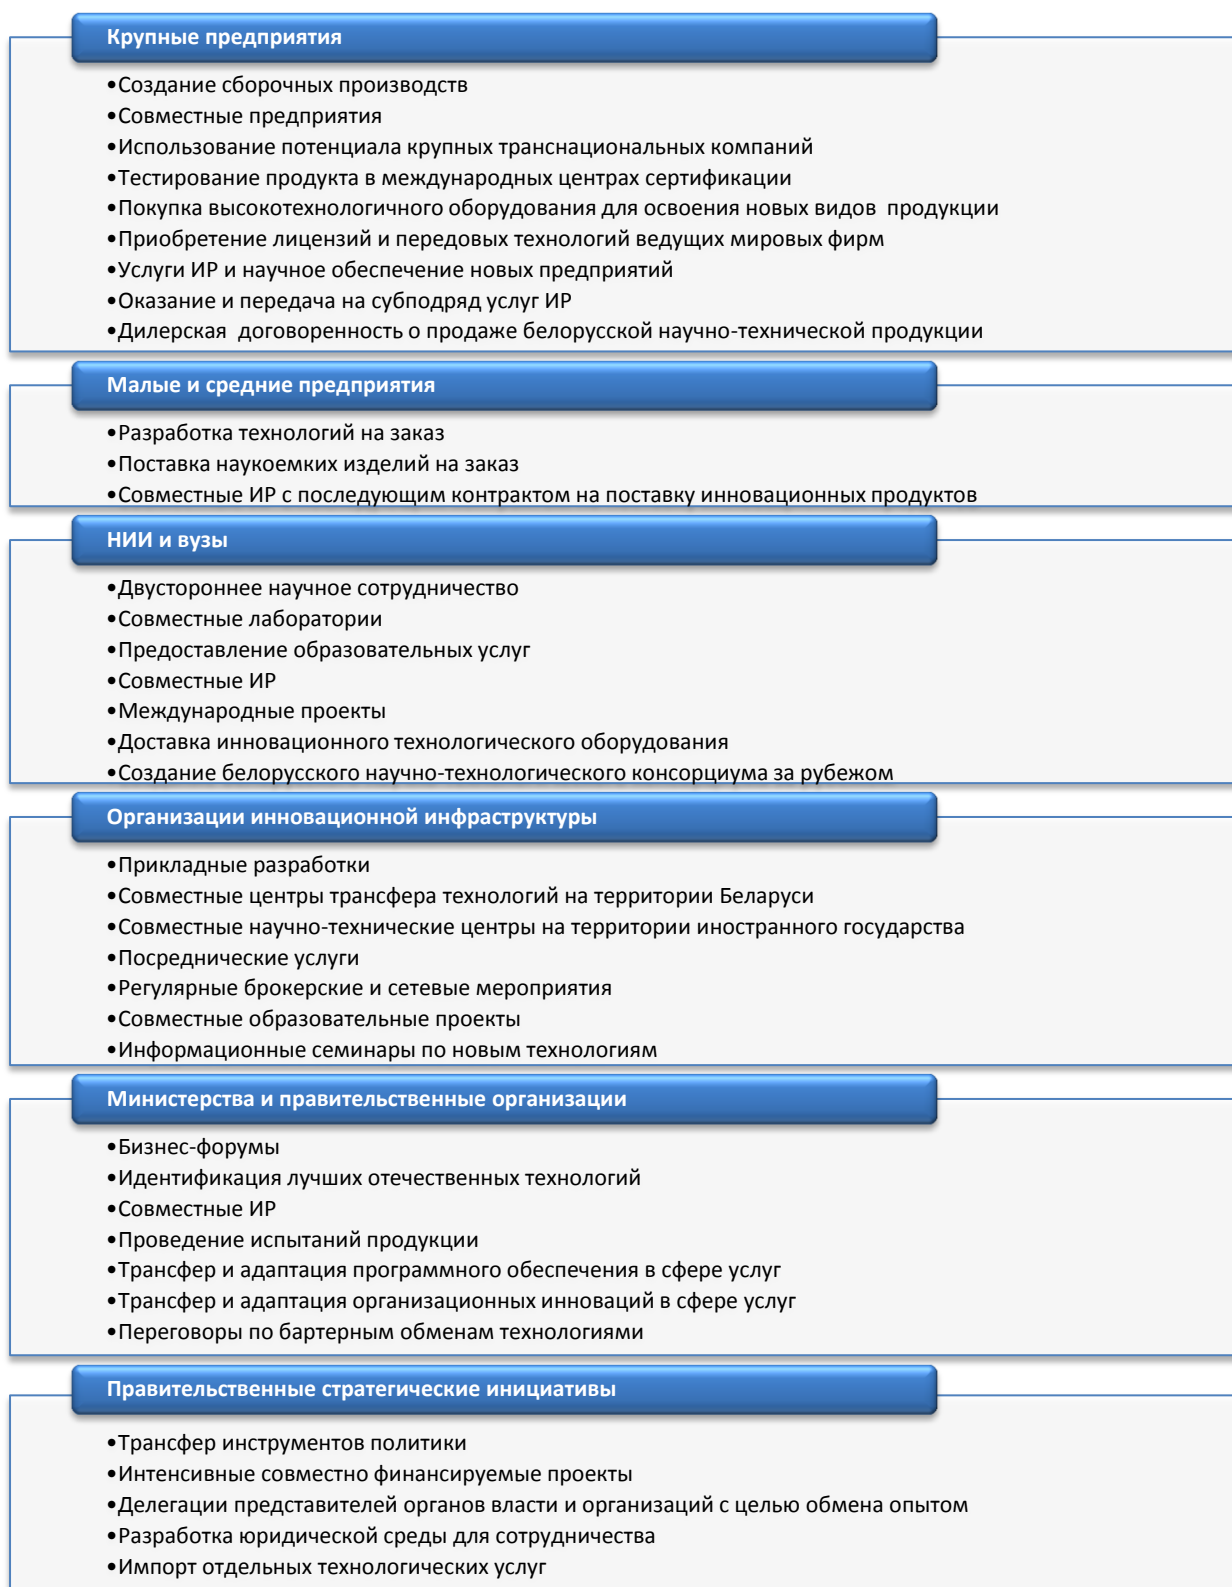 Крупные предприятия
•Создание сборочных производств
•Совместные предприятия
•Использование потенциала крупных транснациональных компаний
•Тестирование продукта в международных центрах сертификации
•Покупка высокотехнологичного оборудования для освоения новых видов  продукции
•Приобретение лицензий и передовых технологий ведущих мировых фирм
•Услуги ИР и научное обеспечение новых предприятий
•Оказание и передача на субподряд услуг ИР
•Дилерская  договоренность о продаже белорусской научно-технической продукции
Малые и средние предприятия
•Разработка технологий на заказ
•Поставка наукоемких изделий на заказ
•Совместные ИР с последующим контрактом на поставку инновационных продуктов
НИИ и вузы
•Двустороннее научное сотрудничество
•Совместные лаборатории
•Предоставление образовательных услуг
•Совместные ИР
•Международные проекты
•Доставка инновационного технологического оборудования
•Создание белорусского научно-технологического консорциума за рубежом
Организации инновационной инфраструктуры
•Прикладные разработки
•Совместные центры трансфера технологий на территории Беларуси
•Совместные научно-технические центры на территории иностранного государства
•Посреднические услуги
•Регулярные брокерские и сетевые мероприятия
•Совместные образовательные проекты
•Информационные семинары по новым технологиям
Министерства и правительственные организации
•Бизнес-форумы
•Идентификация лучших отечественных технологий
•Совместные ИР
•Проведение испытаний продукции
•Трансфер и адаптация программного обеспечения в сфере услуг
•Трансфер и адаптация организационных инноваций в сфере услуг
•Переговоры по бартерным обменам технологиями
Правительственные стратегические инициативы
•Трансфер инструментов политики
•Интенсивные совместно финансируемые проекты
•Делегации представителей органов власти и организаций с целью обмена опытом
•Разработка юридической среды для сотрудничества
•Импорт отдельных технологических услуг